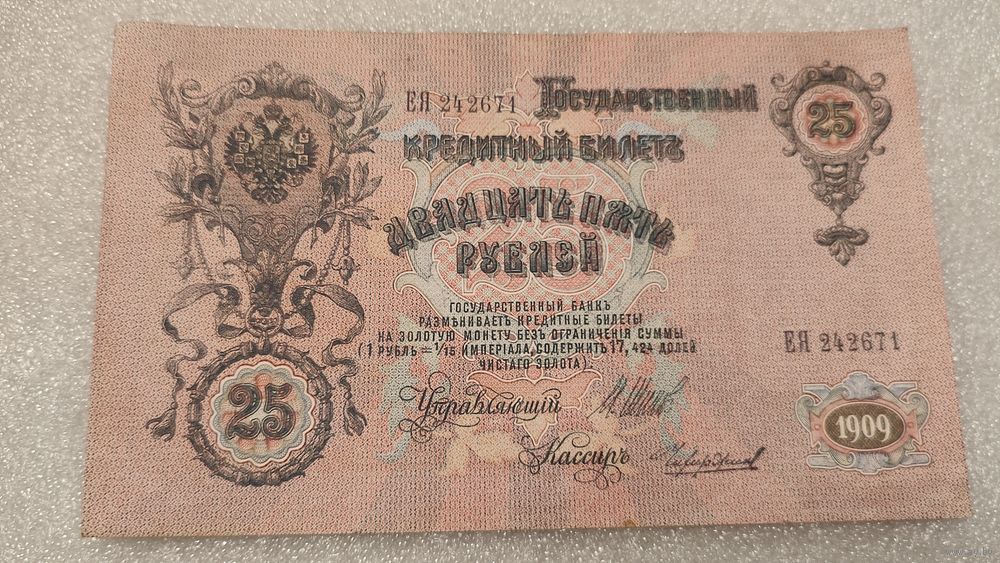 ЕЯ 242671 Государственный
25
кредитный билетъ
двадцать пять
рублей
Государственный банкъ
размѣниваетъ кредитные билеты
на золотую монету безъ ограниченія суммы
(1 рубль = 1/15 имперіала, содержитъ 17,424 долей
чистаго золота).
ЕЯ 242671
25
Управляющій
1909
Кассиръ